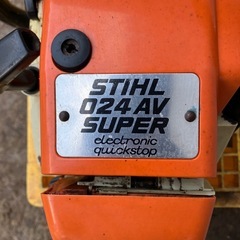 STIHL
024 AV
SUPER
electronic
quickstop